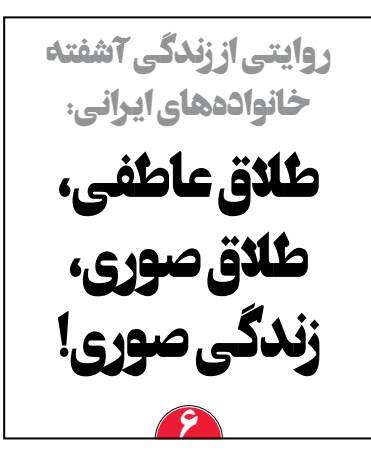 روایتی از زندگی آشفته
خانواده‌های ایرانی:
طلاق عاطفی،
طلاق صوری،
زندگی صوری!
۶